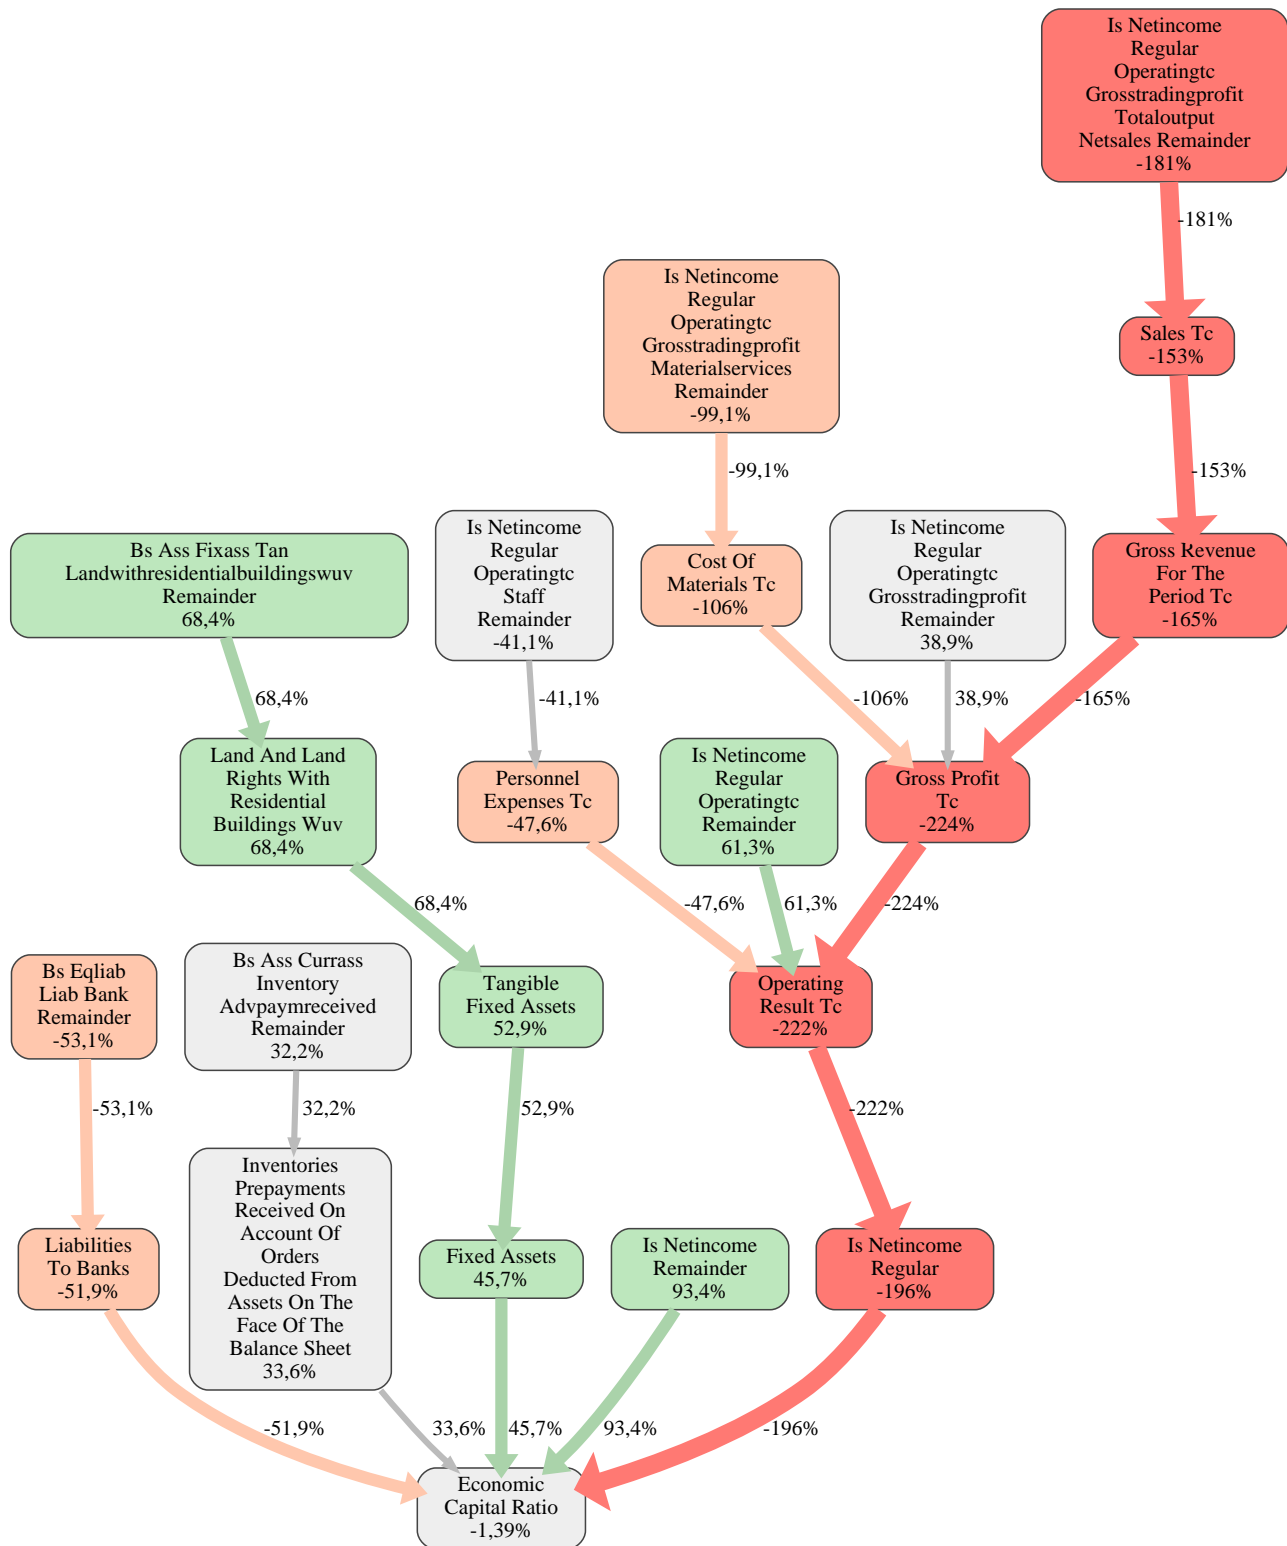 Is Netincome
Regular
Operatingtc
Grosstradingprofit
Totaloutput
Netsales Remainder
-181%
-181%
Is Netincome
Regular
Operatingtc
Grosstradingprofit
Materialservices
Remainder
-99,1%
Sales Tc
-153%
-99,1%
-153%
Bs Ass Fixass Tan
Landwithresidentialbuildingswuv
Remainder
68,4%
Is Netincome
Regular
Operatingtc
Staff
Remainder
-41,1%
Cost Of
Materials Tc
-106%
Is Netincome
Regular
Operatingtc
Grosstradingprofit
Remainder
38,9%
Gross Revenue
For The
Period Tc
-165%
68,4%
-41,1%
-106%
38,9%
-165%
Land And Land
Rights With
Residential
Buildings Wuv
68,4%
Personnel
Expenses Tc
-47,6%
Is Netincome
Regular
Operatingtc
Remainder
61,3%
Gross Profit
Tc
-224%
68,4%
-47,6%
61,3%
-224%
Bs Eqliab
Liab Bank
Remainder
-53,1%
Bs Ass Currass
Inventory
Advpaymreceived
Remainder
32,2%
Tangible
Fixed Assets
52,9%
Operating
Result Tc
-222%
-53,1%
32,2%
52,9%
-222%
Liabilities
To Banks
-51,9%
Inventories
Prepayments
Received On
Account Of
Orders
Deducted From
Assets On The
Face Of The
Balance Sheet
33,6%
Fixed Assets
45,7%
Is Netincome
Remainder
93,4%
Is Netincome
Regular
-196%
-51,9%
33,6%
45,7%
93,4%
-196%
Economic
Capital Ratio
-1,39%